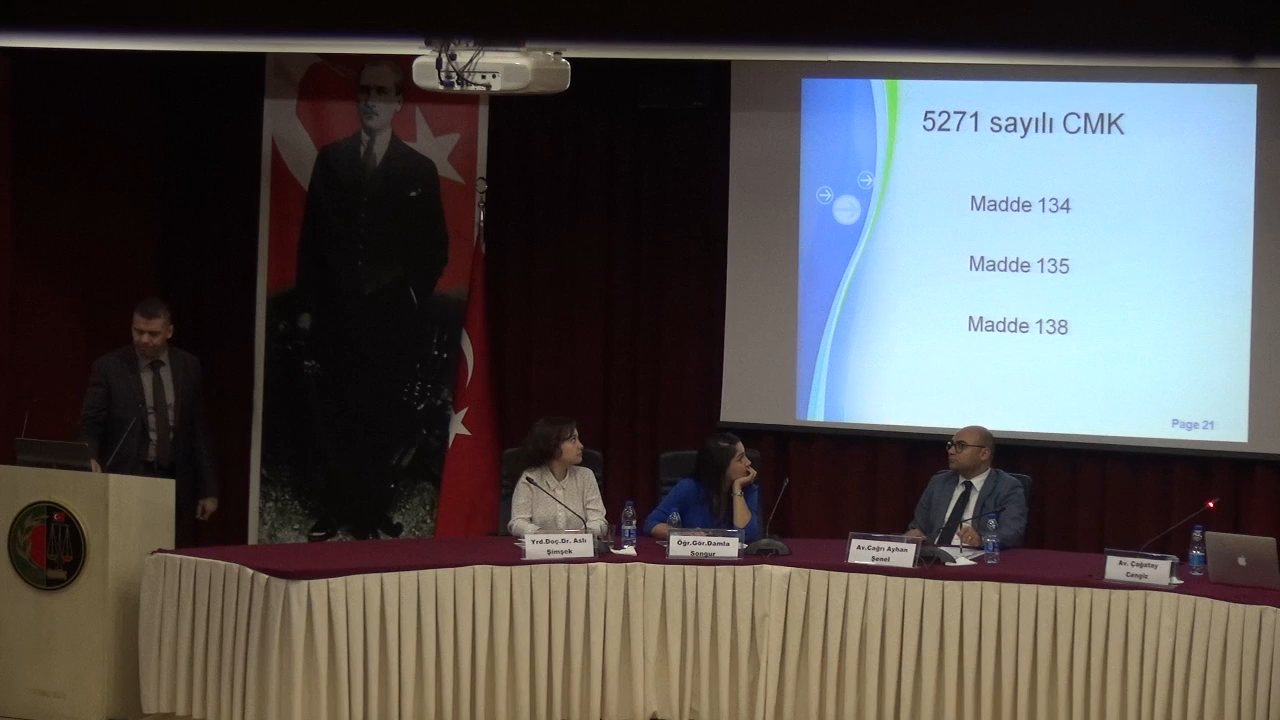 5271 sayılı CMK
Madde 134
Madde 135
Madde 138
Page 21
Yrd.Doç.Dr. Aslı
Şimşek
Öğr.Gör.Damla
Songur
Av.Cağrı Ayhan
Şenel
Av. Çağatay
Cengiz